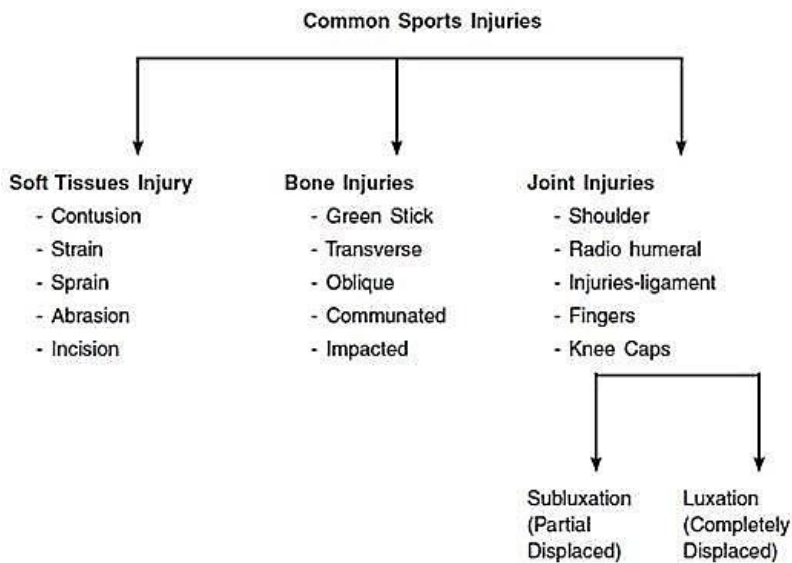 Common Sports Injuries
Soft Tissues Injury
- Contusion
- Strain
- Sprain
- Abrasion
- Incision
Bone Injuries
- Green Stick
- Transverse
- Oblique
- Communated
- Impacted
Joint Injuries
- Shoulder
- Radio humeral
- Injuries-ligament
- Fingers
- Knee Caps
Subluxation
(Partial
Displaced)
Luxation
(Completely
Displaced)